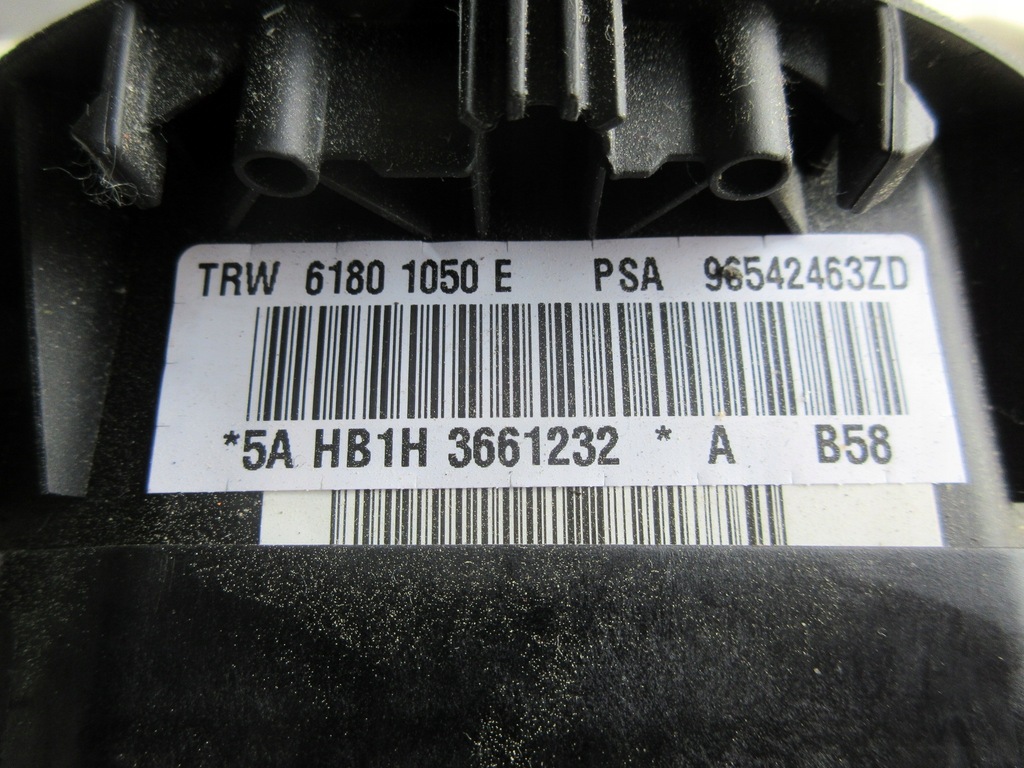 TRW 6180 1050 E PSA 96542463ZD
*5A HB1H 3661232 * A B58